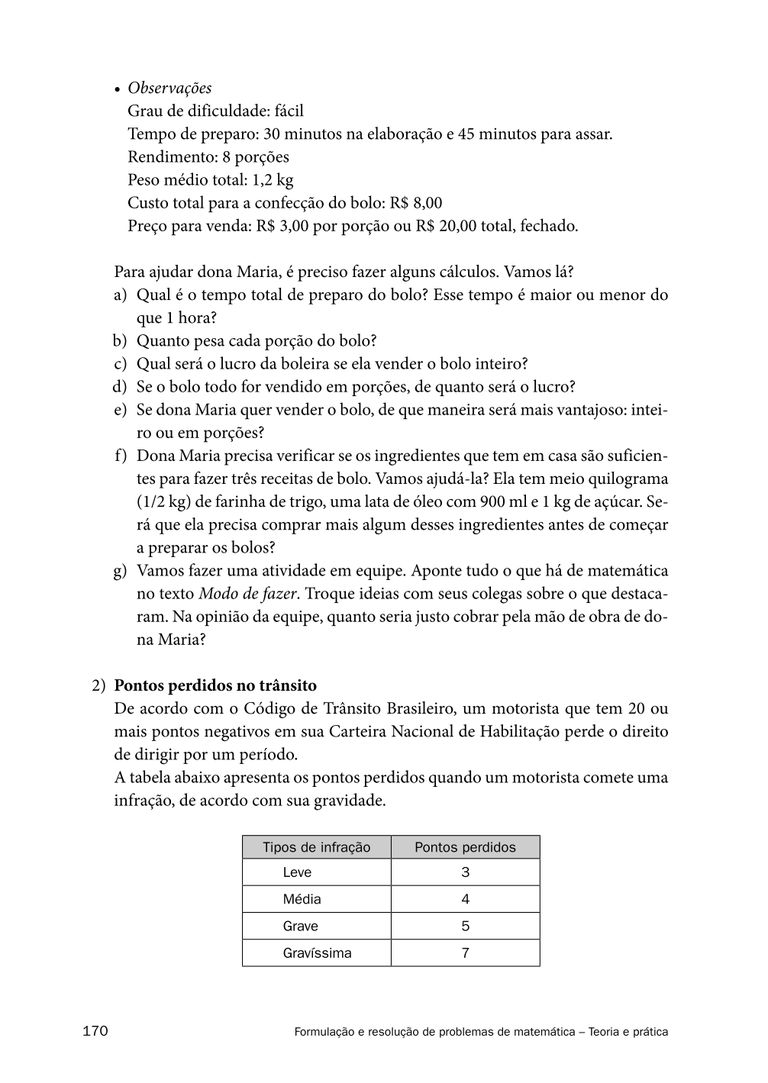 • Observações
Grau de dificuldade: fácil
Tempo de preparo: 30 minutos na elaboração e 45 minutos para assar.
Rendimento: 8 porções
Peso médio total: 1,2 kg
Custo total para a confecção do bolo: R$ 8,00
Preço para venda: R$ 3,00 por porção ou R$ 20,00 total, fechado.
Para ajudar dona Maria, é preciso fazer alguns cálculos. Vamos lá?
a) Qual é o tempo total de preparo do bolo? Esse tempo é maior ou menor do
que 1 hora?
b) Quanto pesa cada porção do bolo?
c) Qual será o lucro da boleira se ela vender o bolo inteiro?
d) Se o bolo todo for vendido em porções, de quanto será o lucro?
e) Se dona Maria quer vender o bolo, de que maneira será mais vantajoso: intei-
ro ou em porções?
f) Dona Maria precisa verificar se os ingredientes que tem em casa são suficien-
tes para fazer três receitas de bolo. Vamos ajudá-la? Ela tem meio quilograma
(1/2 kg) de farinha de trigo, uma lata de óleo com 900 ml e 1 kg de açúcar. Se-
rá que ela precisa comprar mais algum desses ingredientes antes de começar
a preparar os bolos?
g) Vamos fazer uma atividade em equipe. Aponte tudo o que há de matemática
no texto Modo de fazer. Troque ideias com seus colegas sobre o que destaca-
ram. Na opinião da equipe, quanto seria justo cobrar pela mão de obra de do-
na Maria?
2) Pontos perdidos no trânsito
De acordo com o Código de Trânsito Brasileiro, um motorista que tem 20 ou
mais pontos negativos em sua Carteira Nacional de Habilitação perde o direito
de dirigir por um período.
A tabela abaixo apresenta os pontos perdidos quando um motorista comete uma
infração, de acordo com sua gravidade.
Tipos de infração Pontos perdidos
Leve 3
Média 4
Grave 5
Gravíssima 7
170 Formulação e resolução de problemas de matemática – Teoria e prática